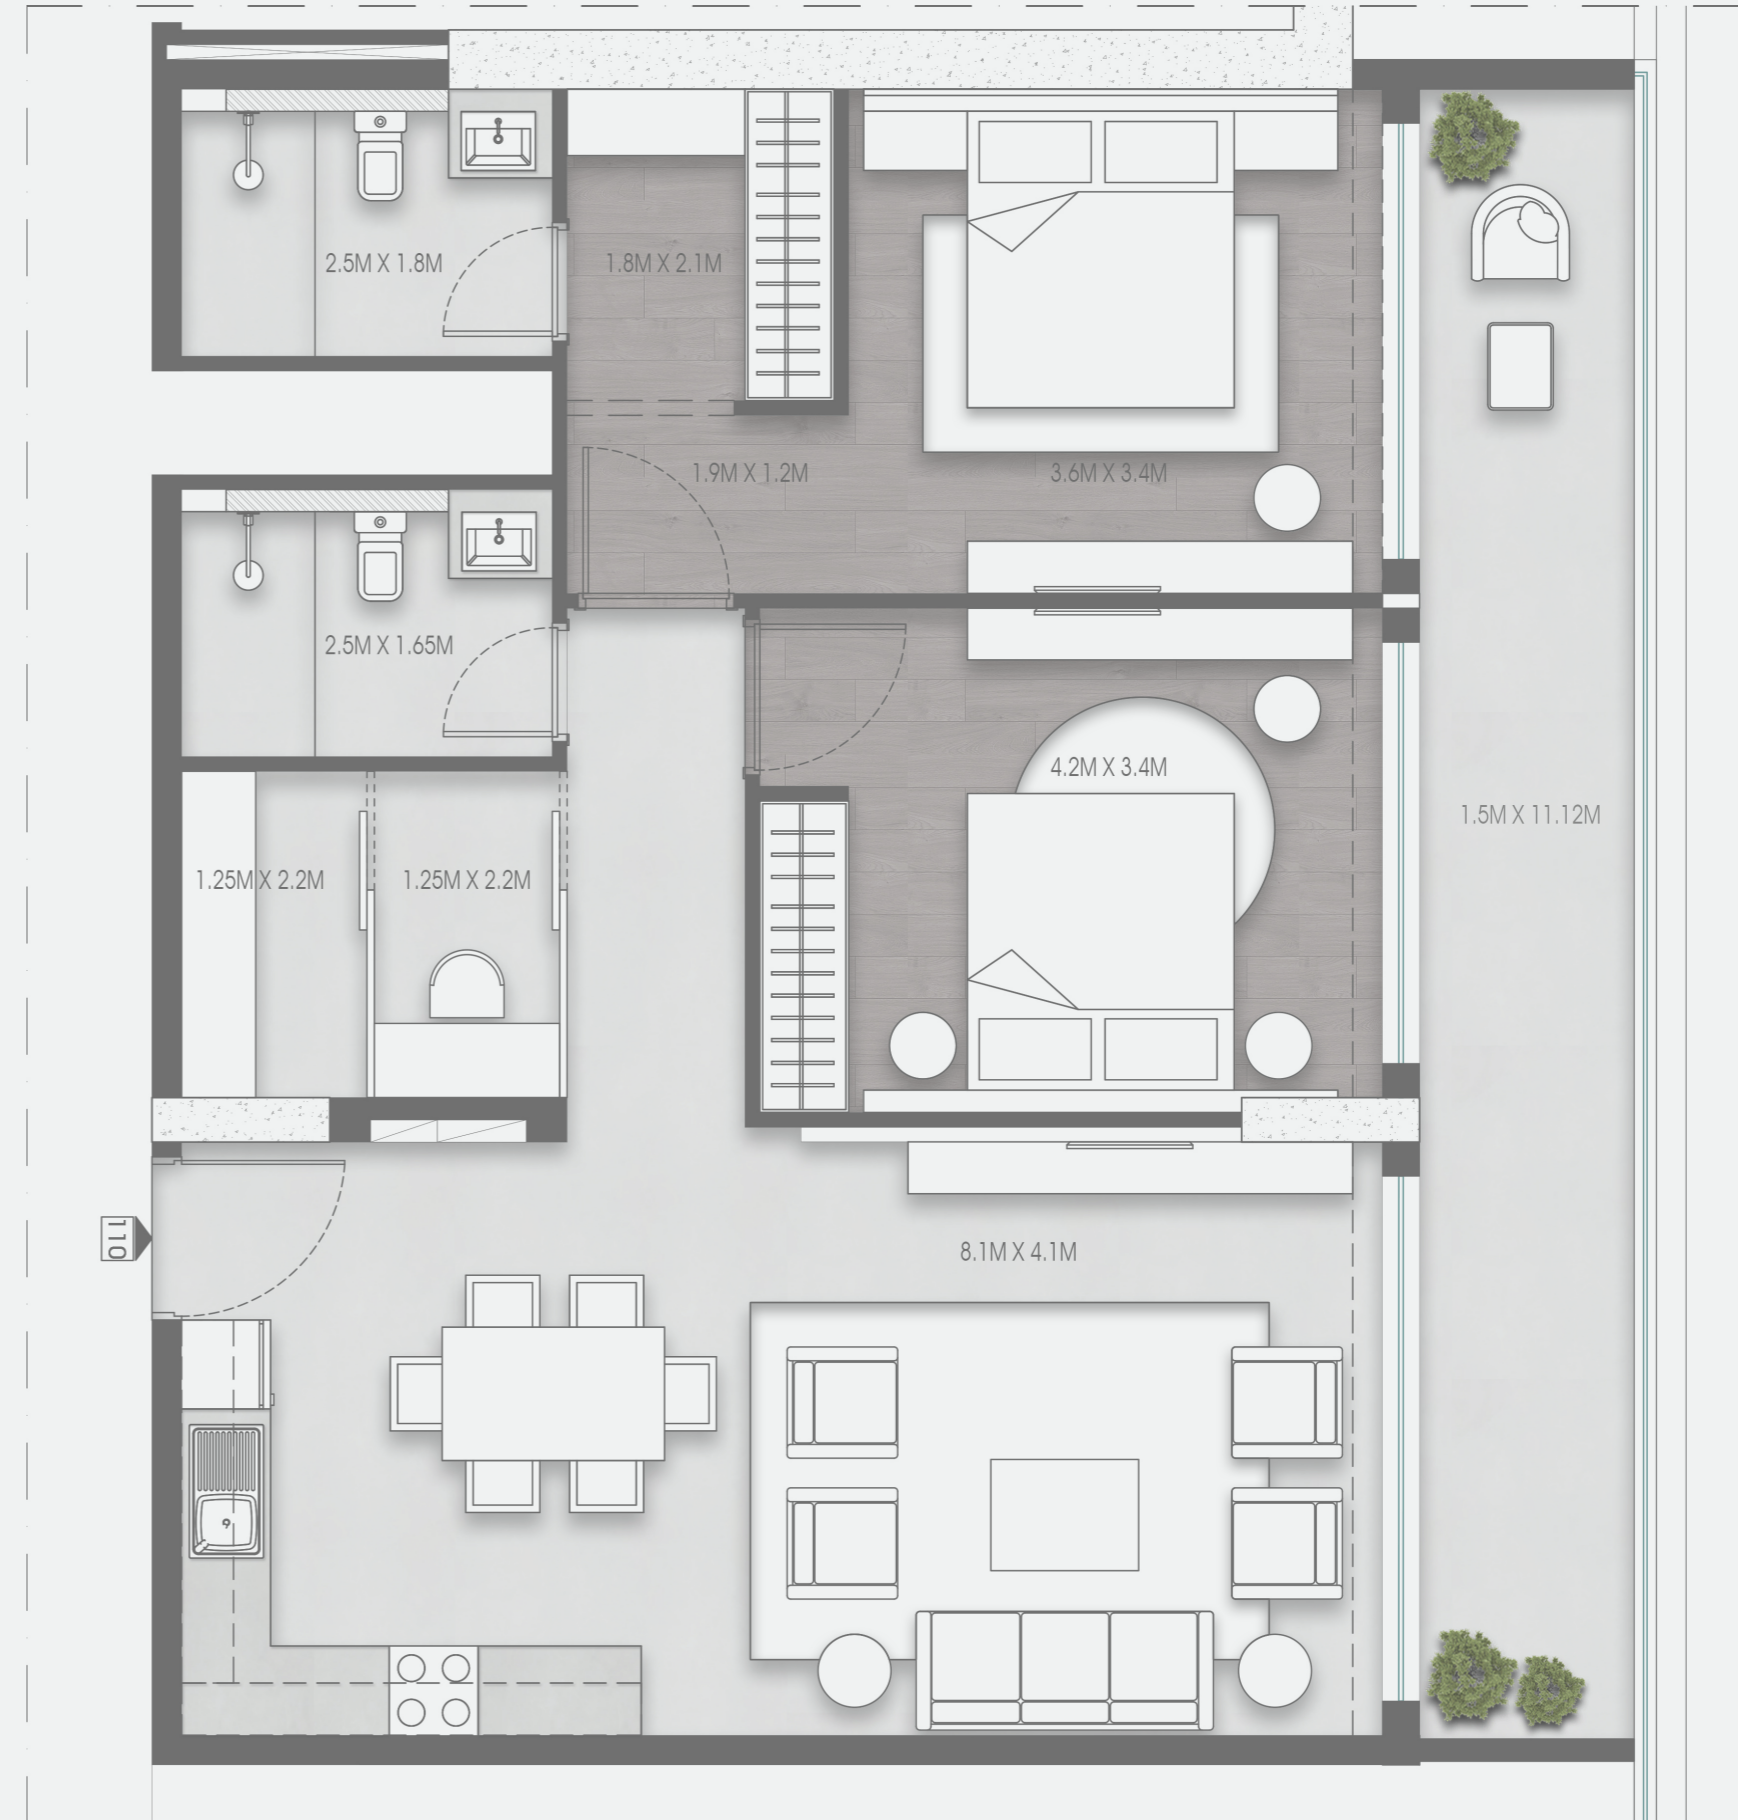 2.5M X 1.8M
1.8M X 2.1M
1.9M X 1.2M
3.6M X 3.4M
2.5M X 1.65M
4.2M X 3.4M
1.5M X 11.12M
1.25M X 2.2M
1.25M X 2.2M
110
8.1M X 4.1M